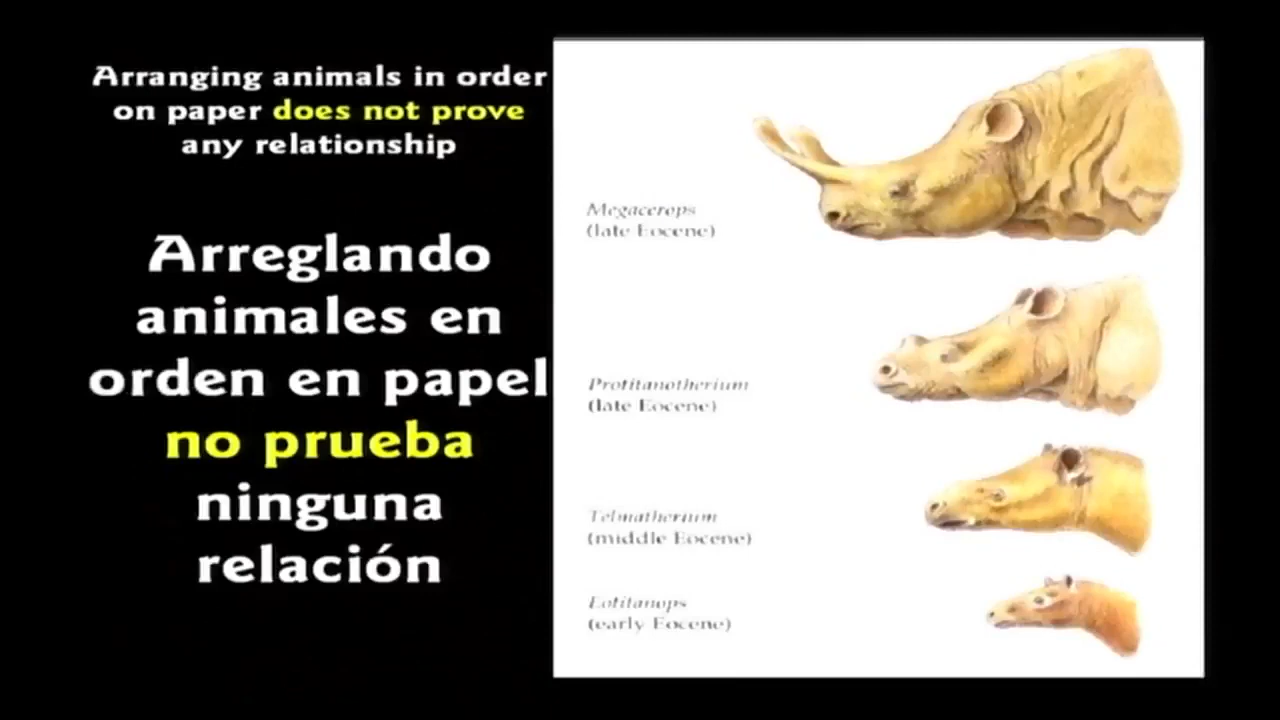 Arranging animals in order
on paper does not prove
any relationship
Arreglando
animales en
orden en papel
no prueba
ninguna
relación
Megacerops
(late Eocene)
Protitanotherium
(late Eocene)
Telmatherium
(middle Eocene)
Eotitanops
(early Eocene)